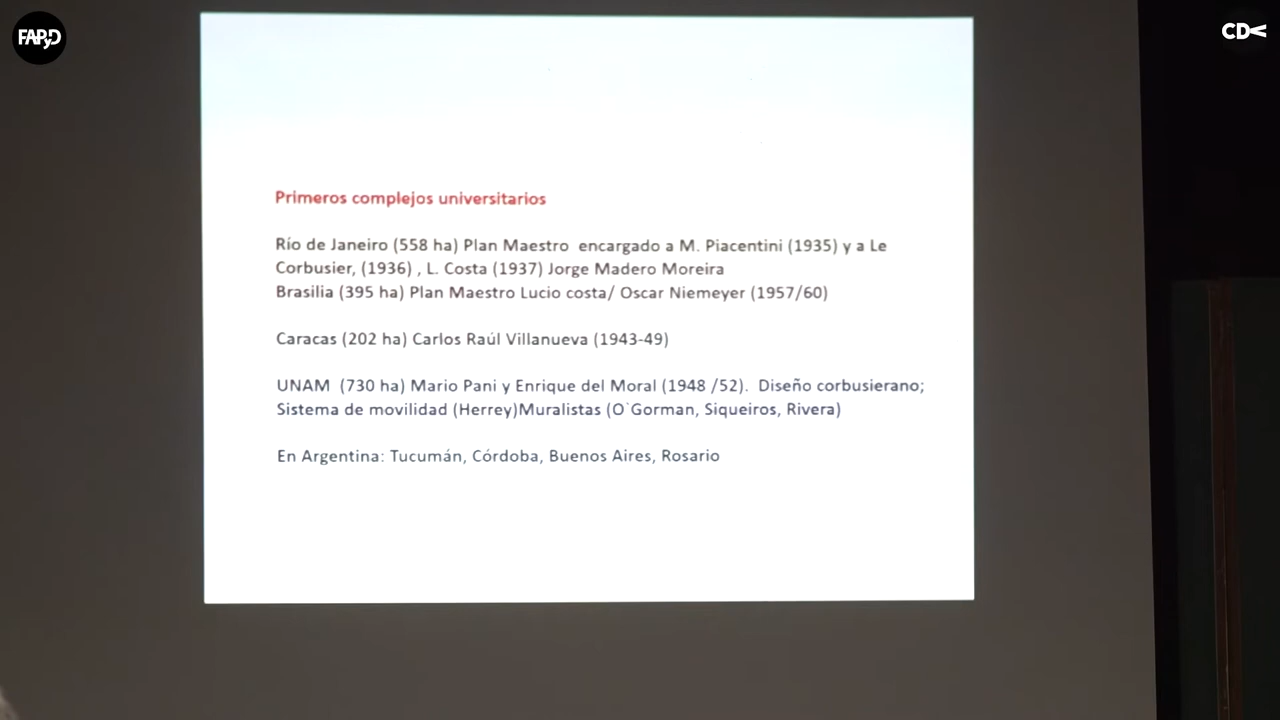 FAPyD
CDV
Primeros complejos universitarios
Río de Janeiro (558 ha) Plan Maestro encargado a M. Piacentini (1935) y a Le
Corbusier, (1936) , L. Costa (1937) Jorge Madero Moreira
Brasilia (395 ha) Plan Maestro Lucio costa/ Oscar Niemeyer (1957/60)
Caracas (202 ha) Carlos Raúl Villanueva (1943-49)
UNAM (730 ha) Mario Pani y Enrique del Moral (1948 /52). Diseño corbusierano;
Sistema de movilidad (Herrey)Muralistas (O`Gorman, Siqueiros, Rivera)
En Argentina: Tucumán, Córdoba, Buenos Aires, Rosario